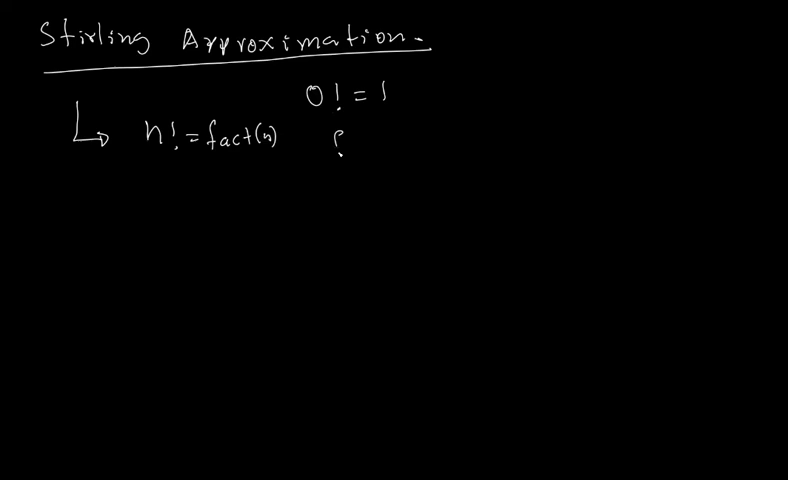 Stirling Approximation.
0! = 1
n! = fact(n)
?